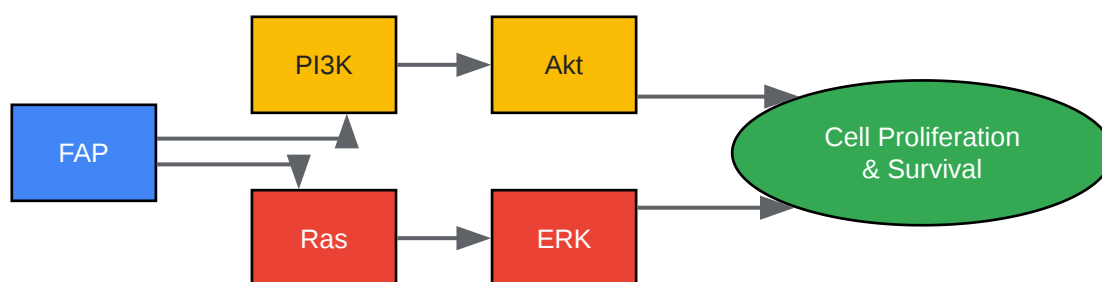 PI3K
Akt
FAP
Cell Proliferation
& Survival
Ras
ERK